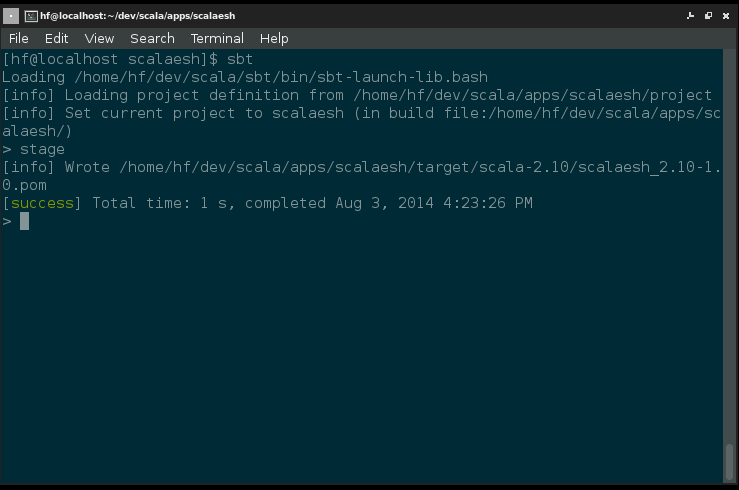 hf@localhost:~/dev/scala/apps/scalaesh
File Edit View Search Terminal Help
[hf@localhost scalaesh]$ sbt
Loading /home/hf/dev/scala/sbt/bin/sbt-launch-lib.bash
[info] Loading project definition from /home/hf/dev/scala/apps/scalaesh/project
[info] Set current project to scalaesh (in build file:/home/hf/dev/scala/apps/sc
alaesh/)
> stage
[info] Wrote /home/hf/dev/scala/apps/scalaesh/target/scala-2.10/scalaesh_2.10-1.
0.pom
[success] Total time: 1 s, completed Aug 3, 2014 4:23:26 PM
>